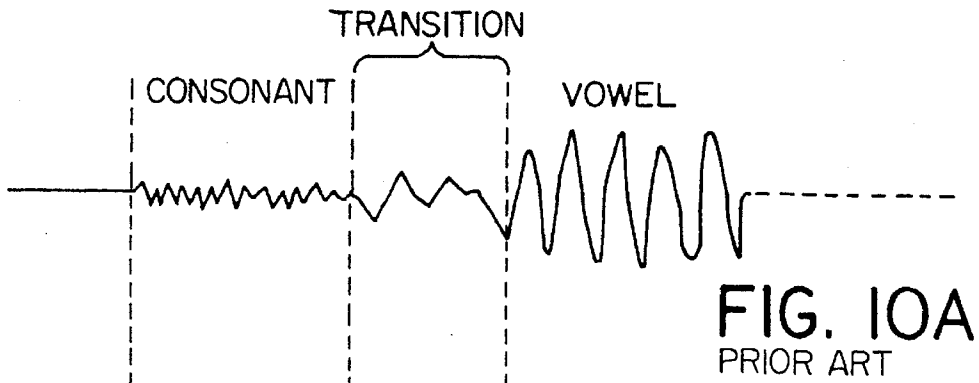 TRANSITION
CONSONANT
VOWEL
FIG. 10A
PRIOR ART